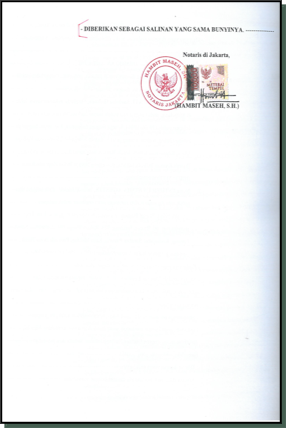 - DIBERIKAN SEBAGAI SALINAN YANG SAMA BUNYINYA. -
Notaris di Jakarta,
HAMBIT MASEH, S.H.
NOTARIS JAKARTA
METERAI
TEMPEL
(HAMBIT MASEH, S.H.)